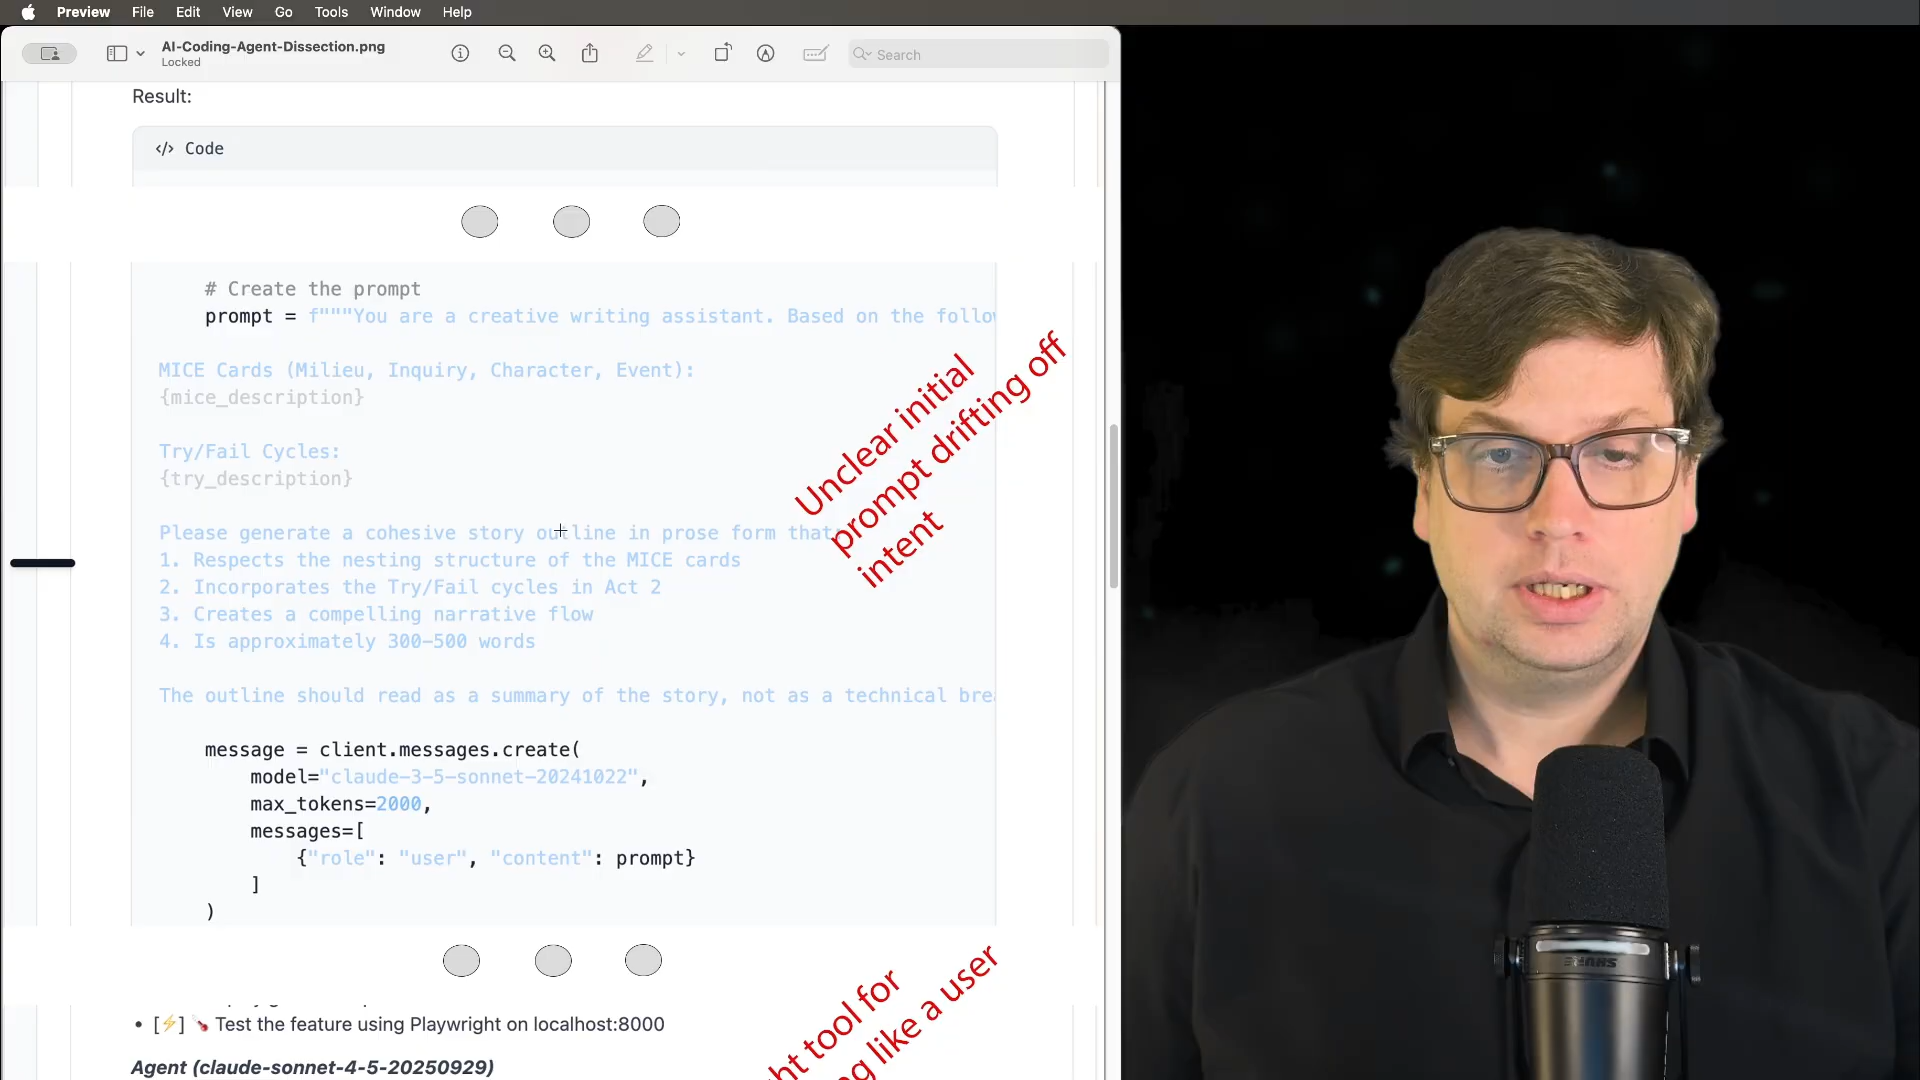 Preview File Edit View Go Tools Window Help
AI-Coding-Agent-Dissection.png
Locked
Search
Result:
</> Code
# Create the prompt
prompt = f"""You are a creative writing assistant. Based on the
MICE Cards (Milieu, Inquiry, Character, Event):
{mice_description}
Try/Fail Cycles:
{try_description}
Please generate a cohesive story outline in prose form that
1. Respects the nesting structure of the MICE cards
2. Incorporates the Try/Fail cycles in Act 2
3. Creates a compelling narrative flow
4. Is approximately 300-500 words
The outline should read as a summary of the story, not as a technical
message = client.messages.create(
model="claude-3-5-sonnet-20241022",
max_tokens=2000,
messages=[
{"role": "user", "content": prompt}
]
)
Unclear initial
prompt drifting off
intent
• [⚡] Test the feature using Playwright on localhost:8000
Agent (claude-sonnet-4-5-20250929)
tool for
like a user
SHURE